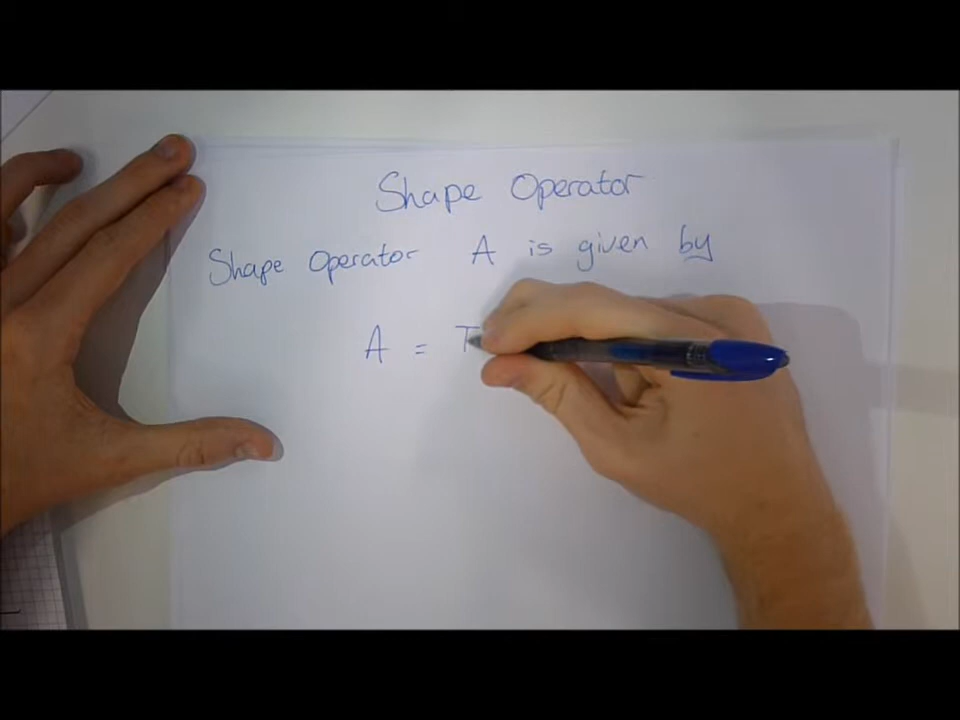 Shape Operator
Shape Operator A is given by
A =